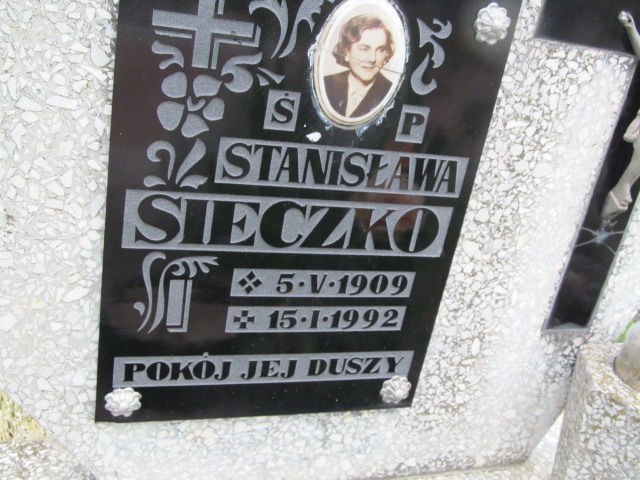 Ś P
STANISŁAWA
SIECZKO
5·V·1909
15·I·1992
POKÓJ JEJ DUSZY